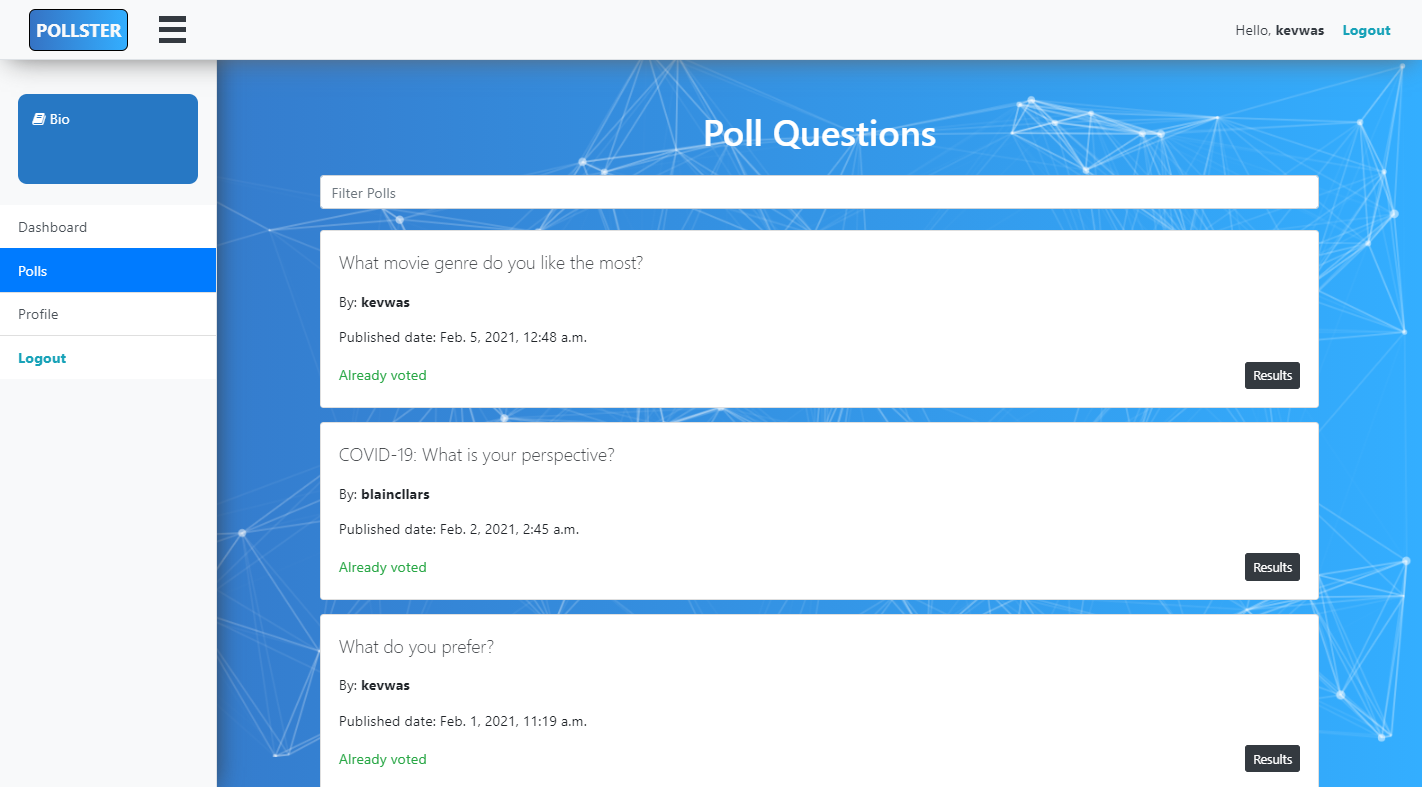 POLLSTER
Hello, kevwas Logout
Bio
Dashboard
Polls
Profile
Logout
Poll Questions
Filter Polls
What movie genre do you like the most?
By: kevwas
Published date: Feb. 5, 2021, 12:48 a.m.
Already voted Results
COVID-19: What is your perspective?
By: blaincllars
Published date: Feb. 2, 2021, 2:45 a.m.
Already voted Results
What do you prefer?
By: kevwas
Published date: Feb. 1, 2021, 11:19 a.m.
Already voted Results